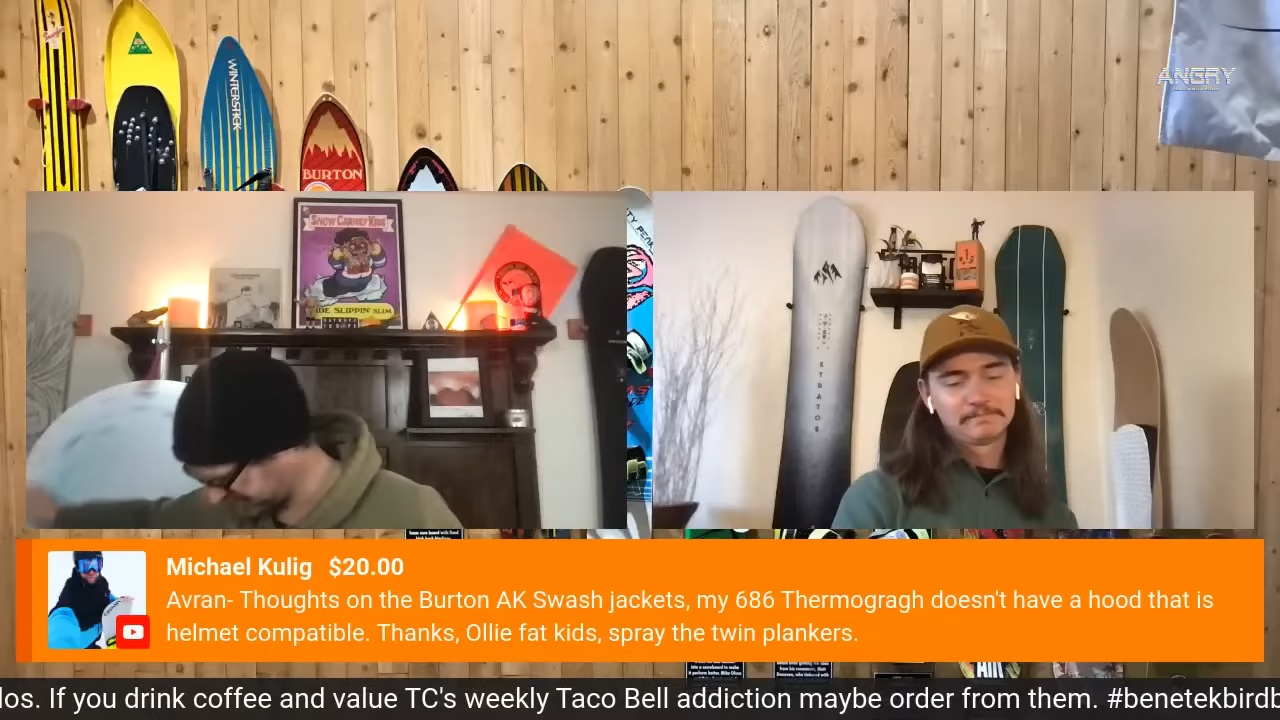 WINTERSTICK
BURTON
ANGRY
SNOW CARNEY KIDS
SIDE SLIPPIN' SLIM
STRATOS
Michael Kulig $20.00
Avran- Thoughts on the Burton AK Swash jackets, my 686 Thermogragh doesn't have a hood that is
helmet compatible. Thanks, Ollie fat kids, spray the twin plankers.
los. If you drink coffee and value TC's weekly Taco Bell addiction maybe order from them. #benetekbirdb